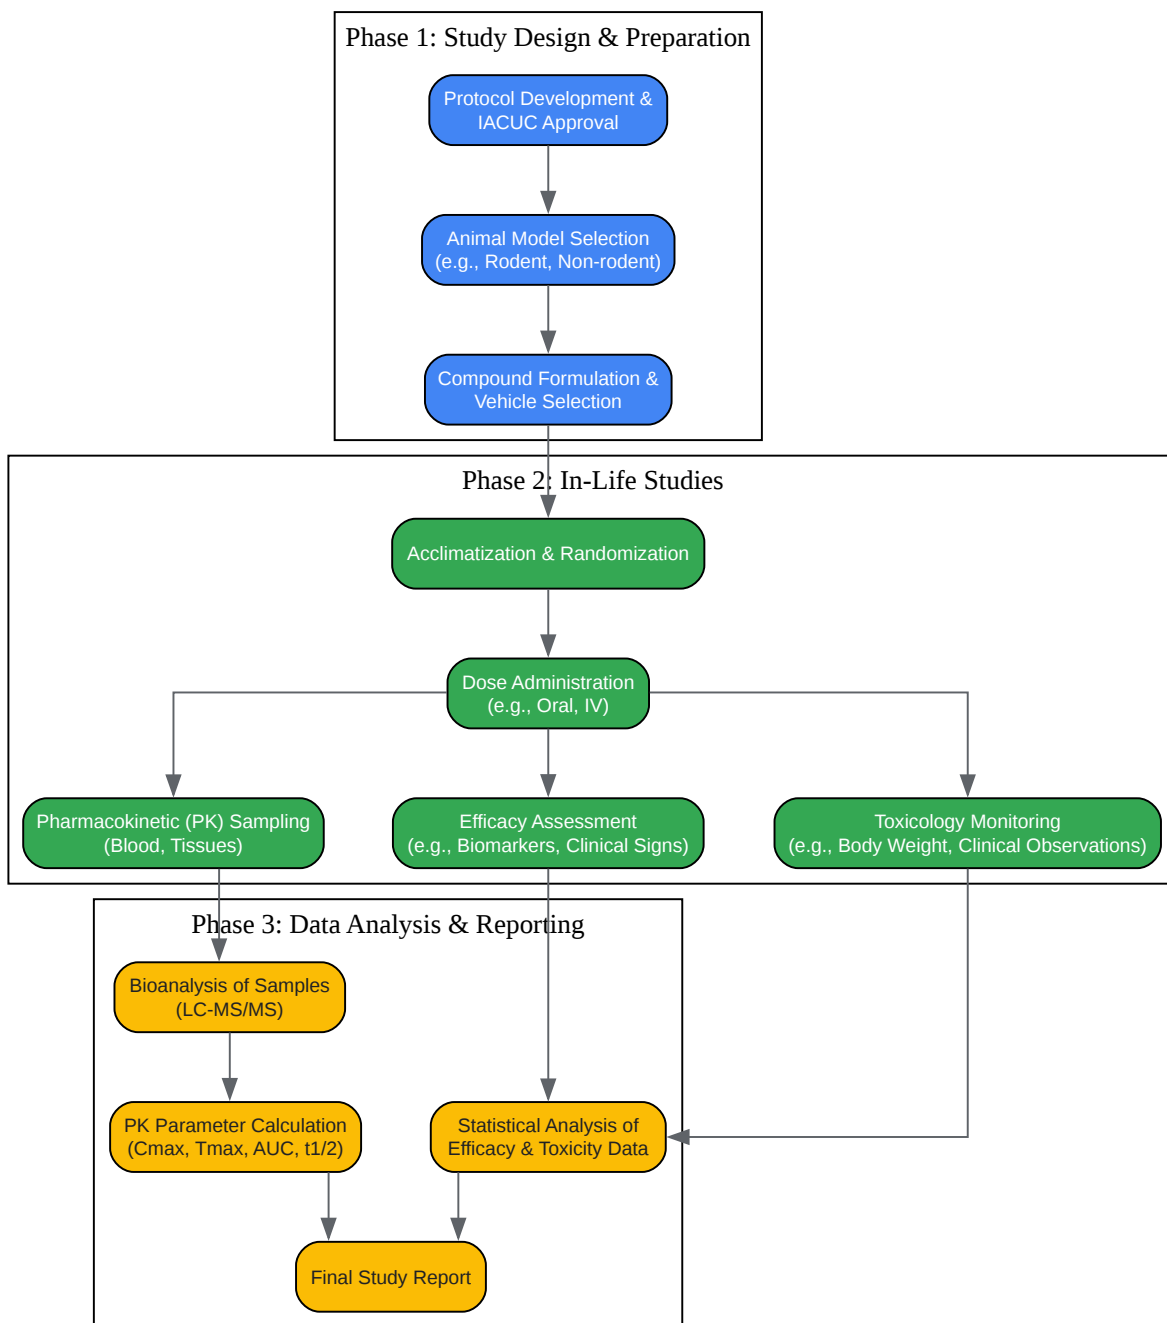 Phase 1: Study Design & Preparation
Protocol Development &
IACUC Approval
Animal Model Selection
(e.g., Rodent, Non-rodent)
Compound Formulation &
Vehicle Selection
Phase 2: In-Life Studies
Acclimatization & Randomization
Dose Administration
(e.g., Oral, IV)
Pharmacokinetic (PK) Sampling
(Blood, Tissues)
Efficacy Assessment
(e.g., Biomarkers, Clinical Signs)
Toxicology Monitoring
(e.g., Body Weight, Clinical Observations)
Phase 3: Data Analysis & Reporting
Bioanalysis of Samples
(LC-MS/MS)
PK Parameter Calculation
(Cmax, Tmax, AUC, t1/2)
Statistical Analysis of
Efficacy & Toxicity Data
Final Study Report